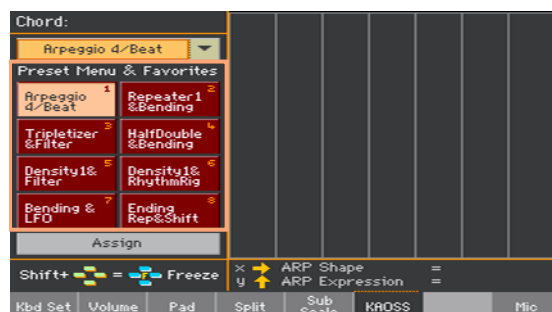 Chord:
Arpeggio 4/Beat
Preset Menu & Favorites
Arpeggio 4/Beat 1
Repeater1 &Bending 2
Tripletizer &Filter 3
HalfDouble &Bending 4
Density1& Filter 5
Density1& RhythmRig 6
Bending & LFO 7
Ending Rep&Shift 8
Assign
Shift+ = F Freeze
x ARP Shape =
y ARP Expression =
Kbd Set Volume Pad Split Sub Scale KAOSS Mic